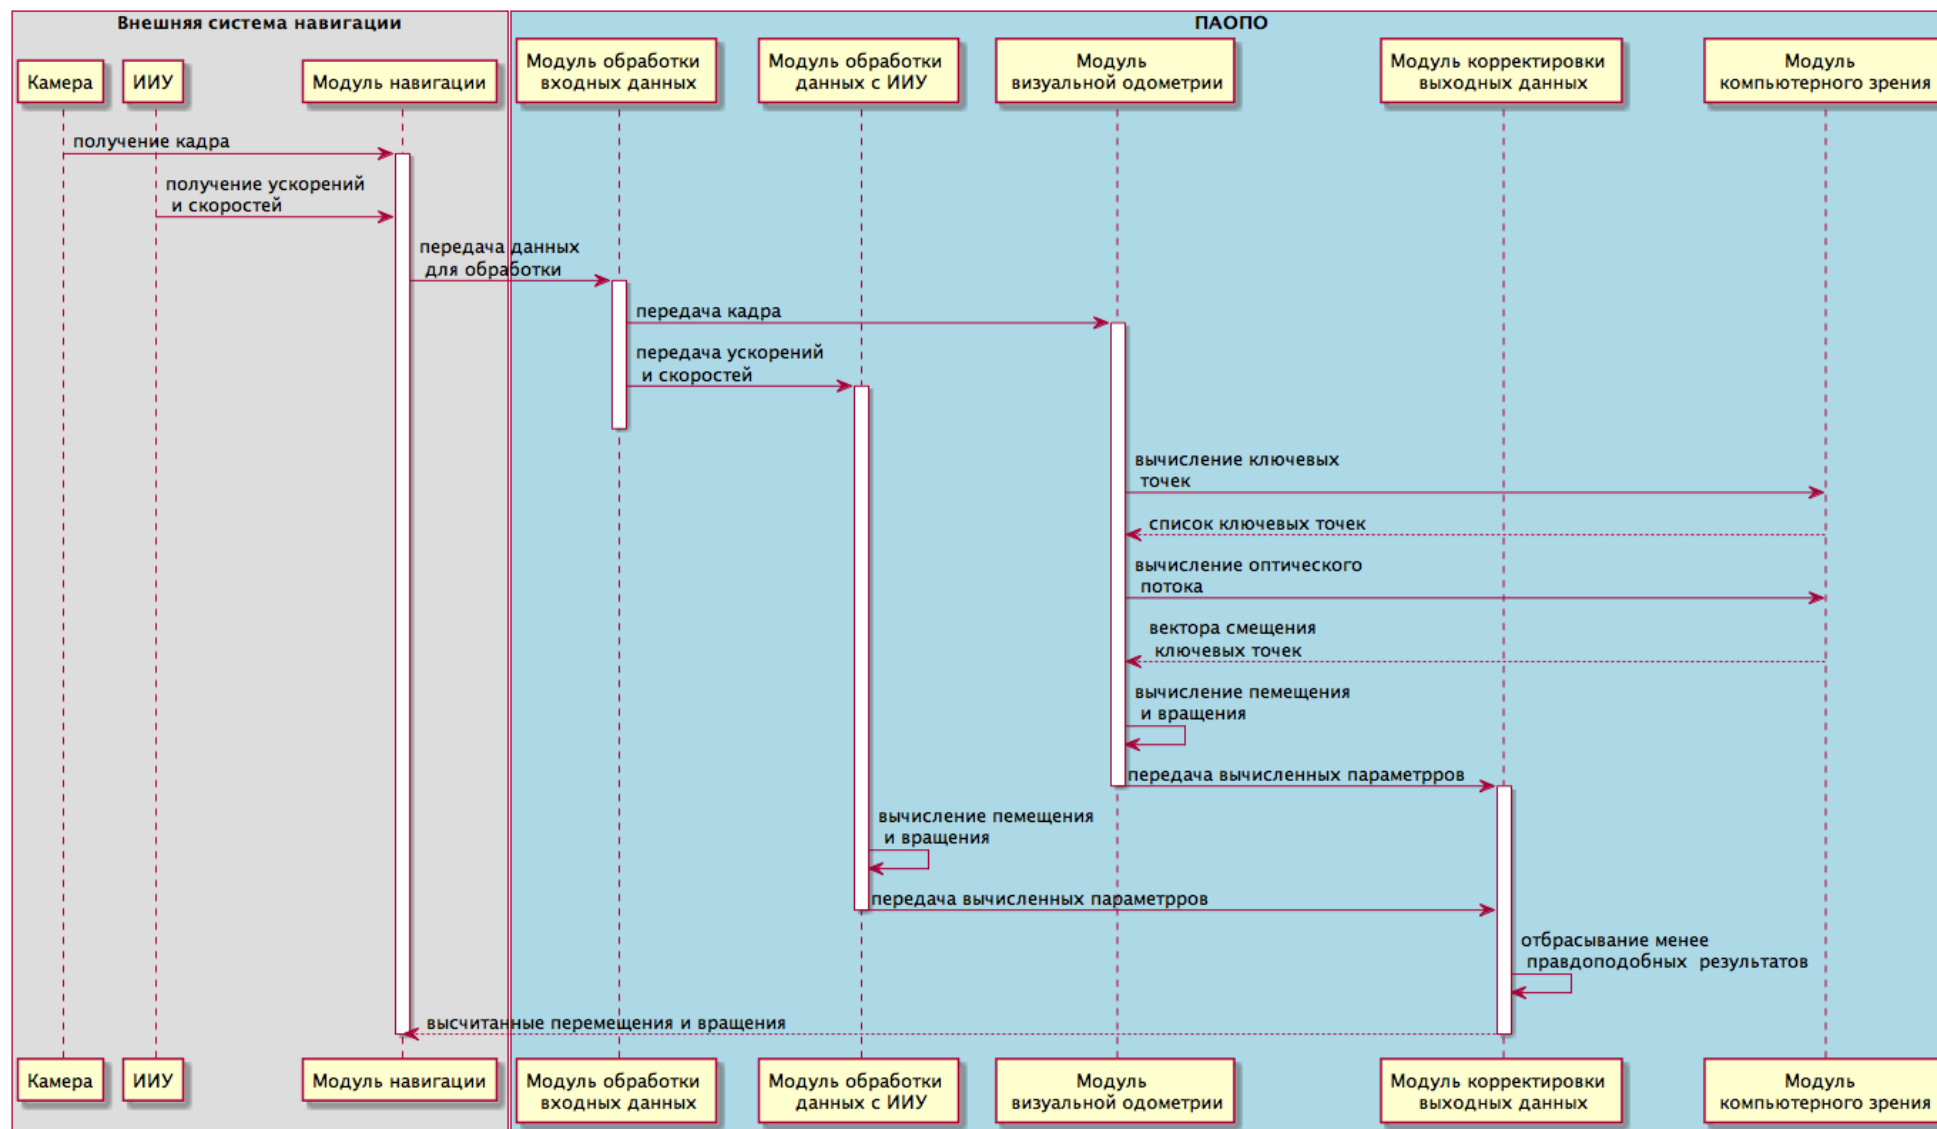 Внешняя система навигации
ПАОПО
Камера
ИИУ
Модуль навигации
Модуль обработки
входных данных
Модуль обработки
данных с ИИУ
Модуль
визуальной одометрии
Модуль корректировки
выходных данных
Модуль
компьютерного зрения
получение кадра
получение ускорений
и скоростей
передача данных
для обработки
передача кадра
передача ускорений
и скоростей
вычисление ключевых
точек
список ключевых точек
вычисление оптического
потока
вектора смещения
ключевых точек
вычисление пемещения
и вращения
передача вычисленных параметрров
вычисление пемещения
и вращения
передача вычисленных параметрров
отбрасывание менее
правдоподобных результатов
высчитанные перемещения и вращения
Камера
ИИУ
Модуль навигации
Модуль обработки
входных данных
Модуль обработки
данных с ИИУ
Модуль
визуальной одометрии
Модуль корректировки
выходных данных
Модуль
компьютерного зрения